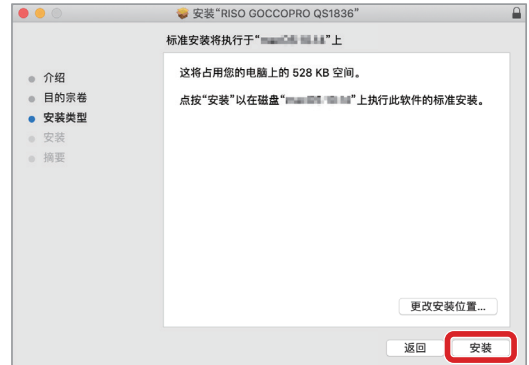 安装“RISO GOCCOPRO QS1836”
标准安装将执行于“”上
介绍
目的宗卷
安装类型
安装
摘要
这将占用您的电脑上的 528 KB 空间。
点按“安装”以在磁盘“”上执行此软件的标准安装。
更改安装位置...
返回
安装